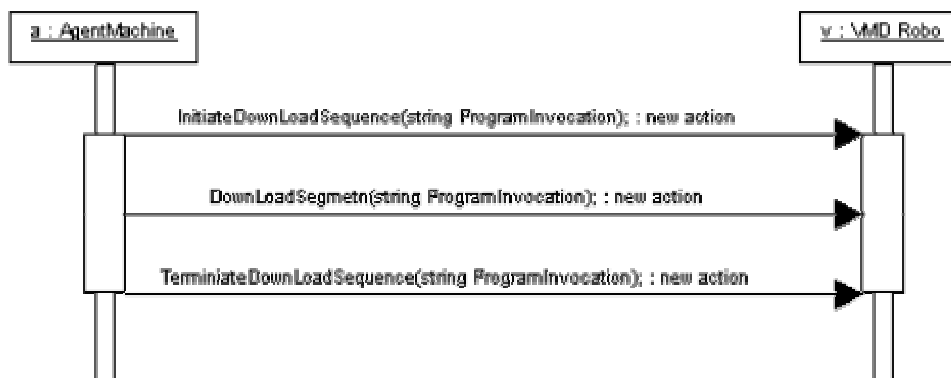 a : AgentMachine
v : VMD Robo
InitiateDownLoadSequence(string ProgramInvocation); : new action
DownLoadSegmetn(string ProgramInvocation); : new action
TerminiateDownLoadSequence(string ProgramInvocation); : new action